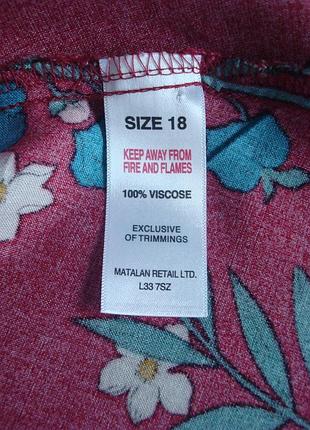 SIZE 18
KEEP AWAY FROM
FIRE AND FLAMES
100% VISCOSE
EXCLUSIVE
OF TRIMMINGS
MATALAN RETAIL LTD.
L33 7SZ